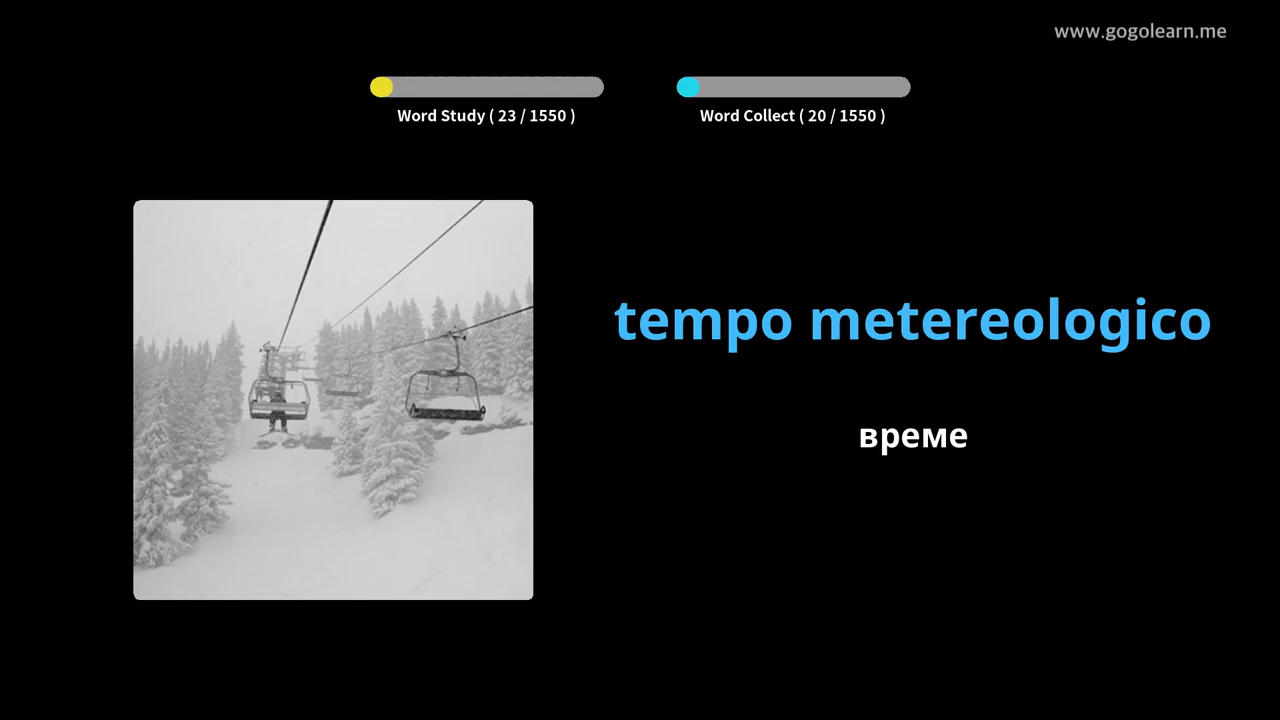 www.gogolearn.me
Word Study ( 23 / 1550 )
Word Collect ( 20 / 1550 )
tempo metereologico
време